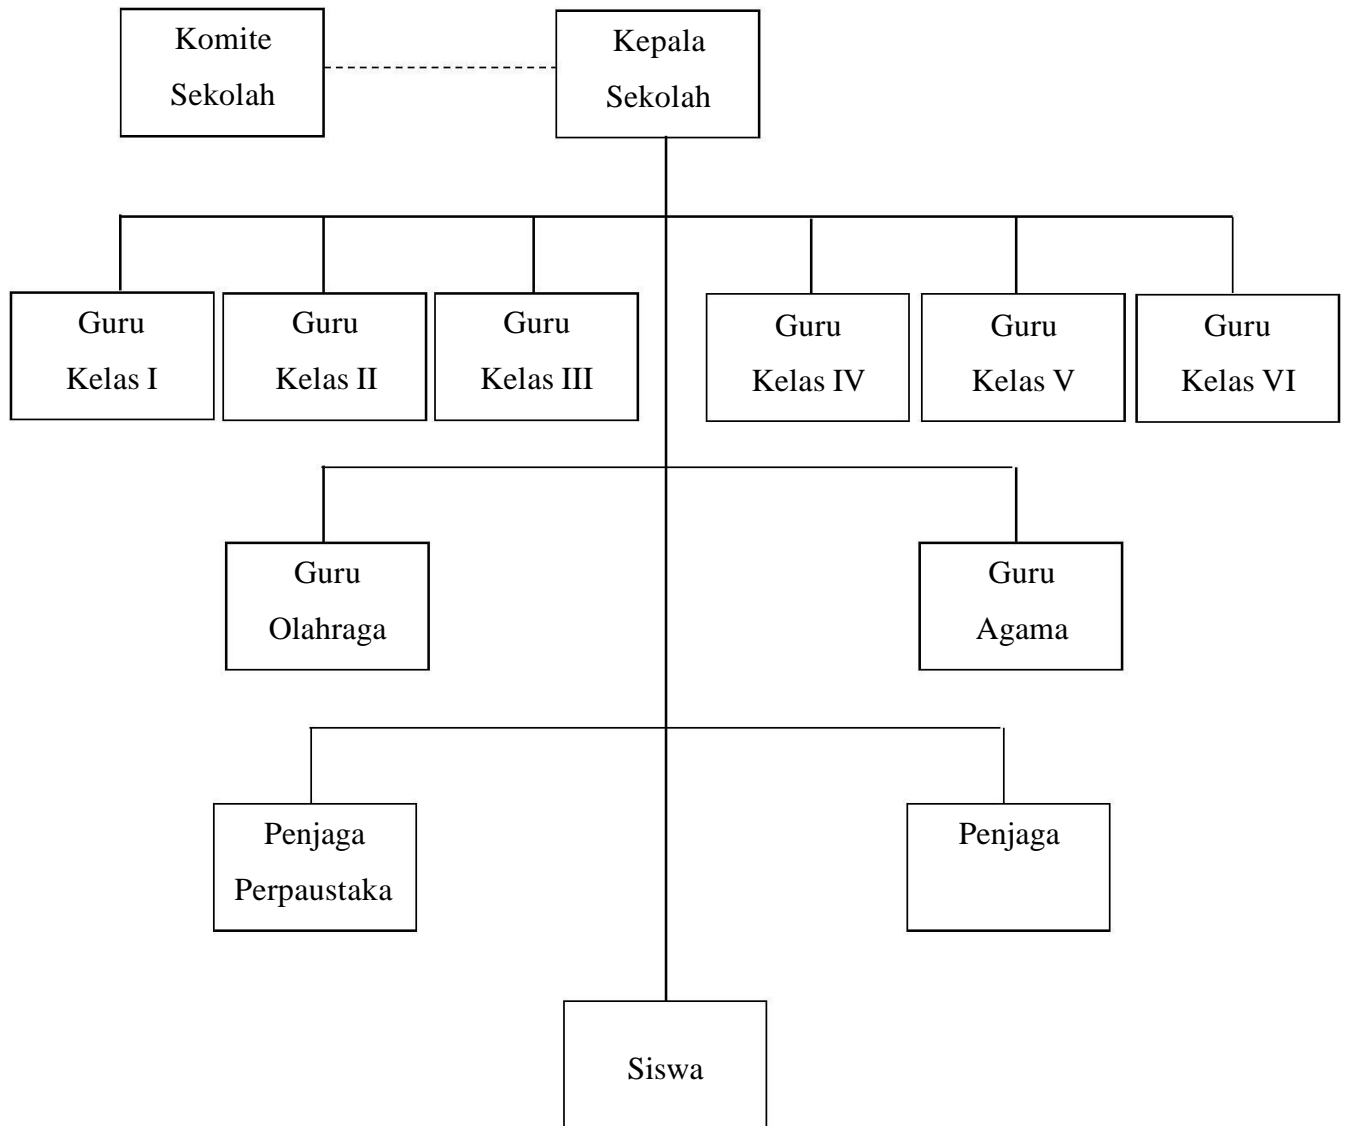 Komite
Sekolah
Kepala
Sekolah
Guru
Kelas I
Guru
Kelas II
Guru
Kelas III
Guru
Kelas IV
Guru
Kelas V
Guru
Kelas VI
Guru
Olahraga
Guru
Agama
Penjaga
Perpaustaka
Penjaga
Siswa